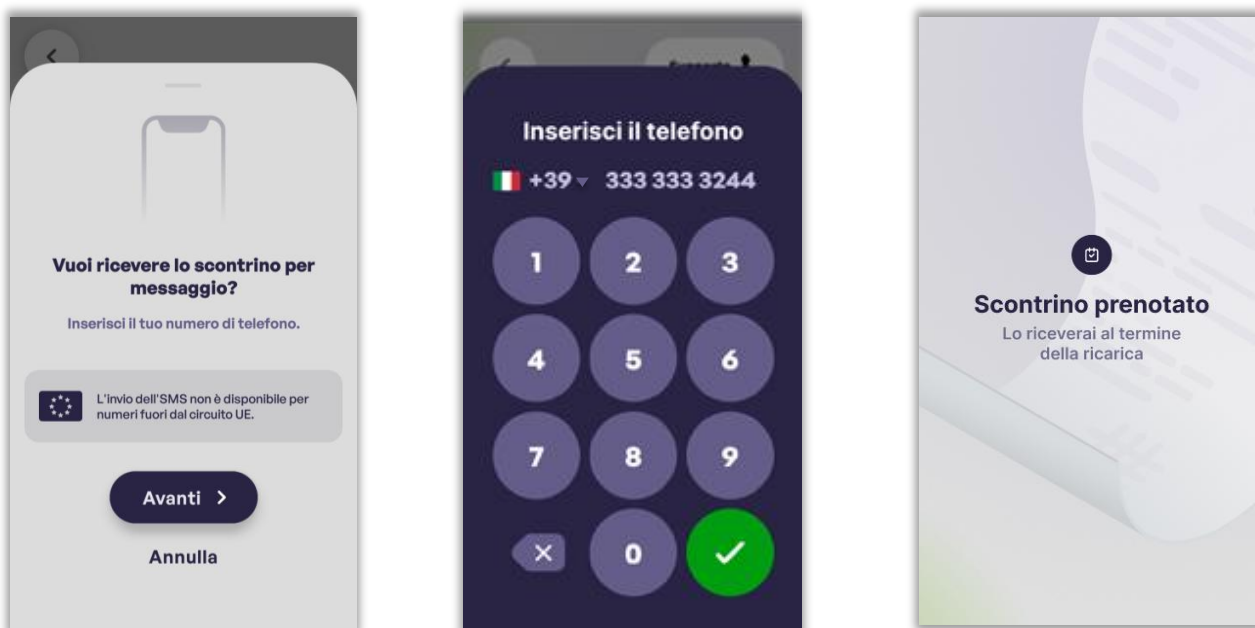 Vuoi ricevere lo scontrino per
messaggio?
Inserisci il tuo numero di telefono.
L'invio dell'SMS non è disponibile per
numeri fuori dal circuito UE.
Avanti
Annulla
Inserisci il telefono
+39 333 333 3244
1 2 3
4 5 6
7 8 9
0
Scontrino prenotato
Lo riceverai al termine
della ricarica